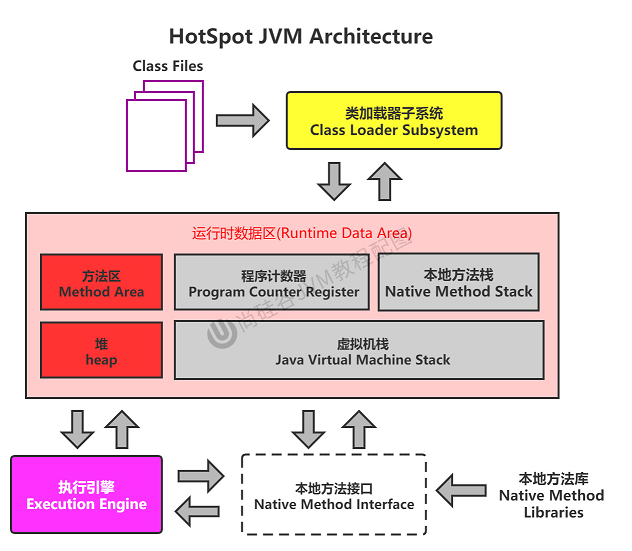 HotSpot JVM Architecture
Class Files
类加载器子系统
Class Loader Subsystem
运行时数据区(Runtime Data Area)
方法区
Method Area
程序计数器
Program Counter Register
本地方法栈
Native Method Stack
堆
heap
虚拟机栈
Java Virtual Machine Stack
尚硅谷JVM教程配图
执行引擎
Execution Engine
本地方法接口
Native Method Interface
本地方法库
Native Method
Libraries